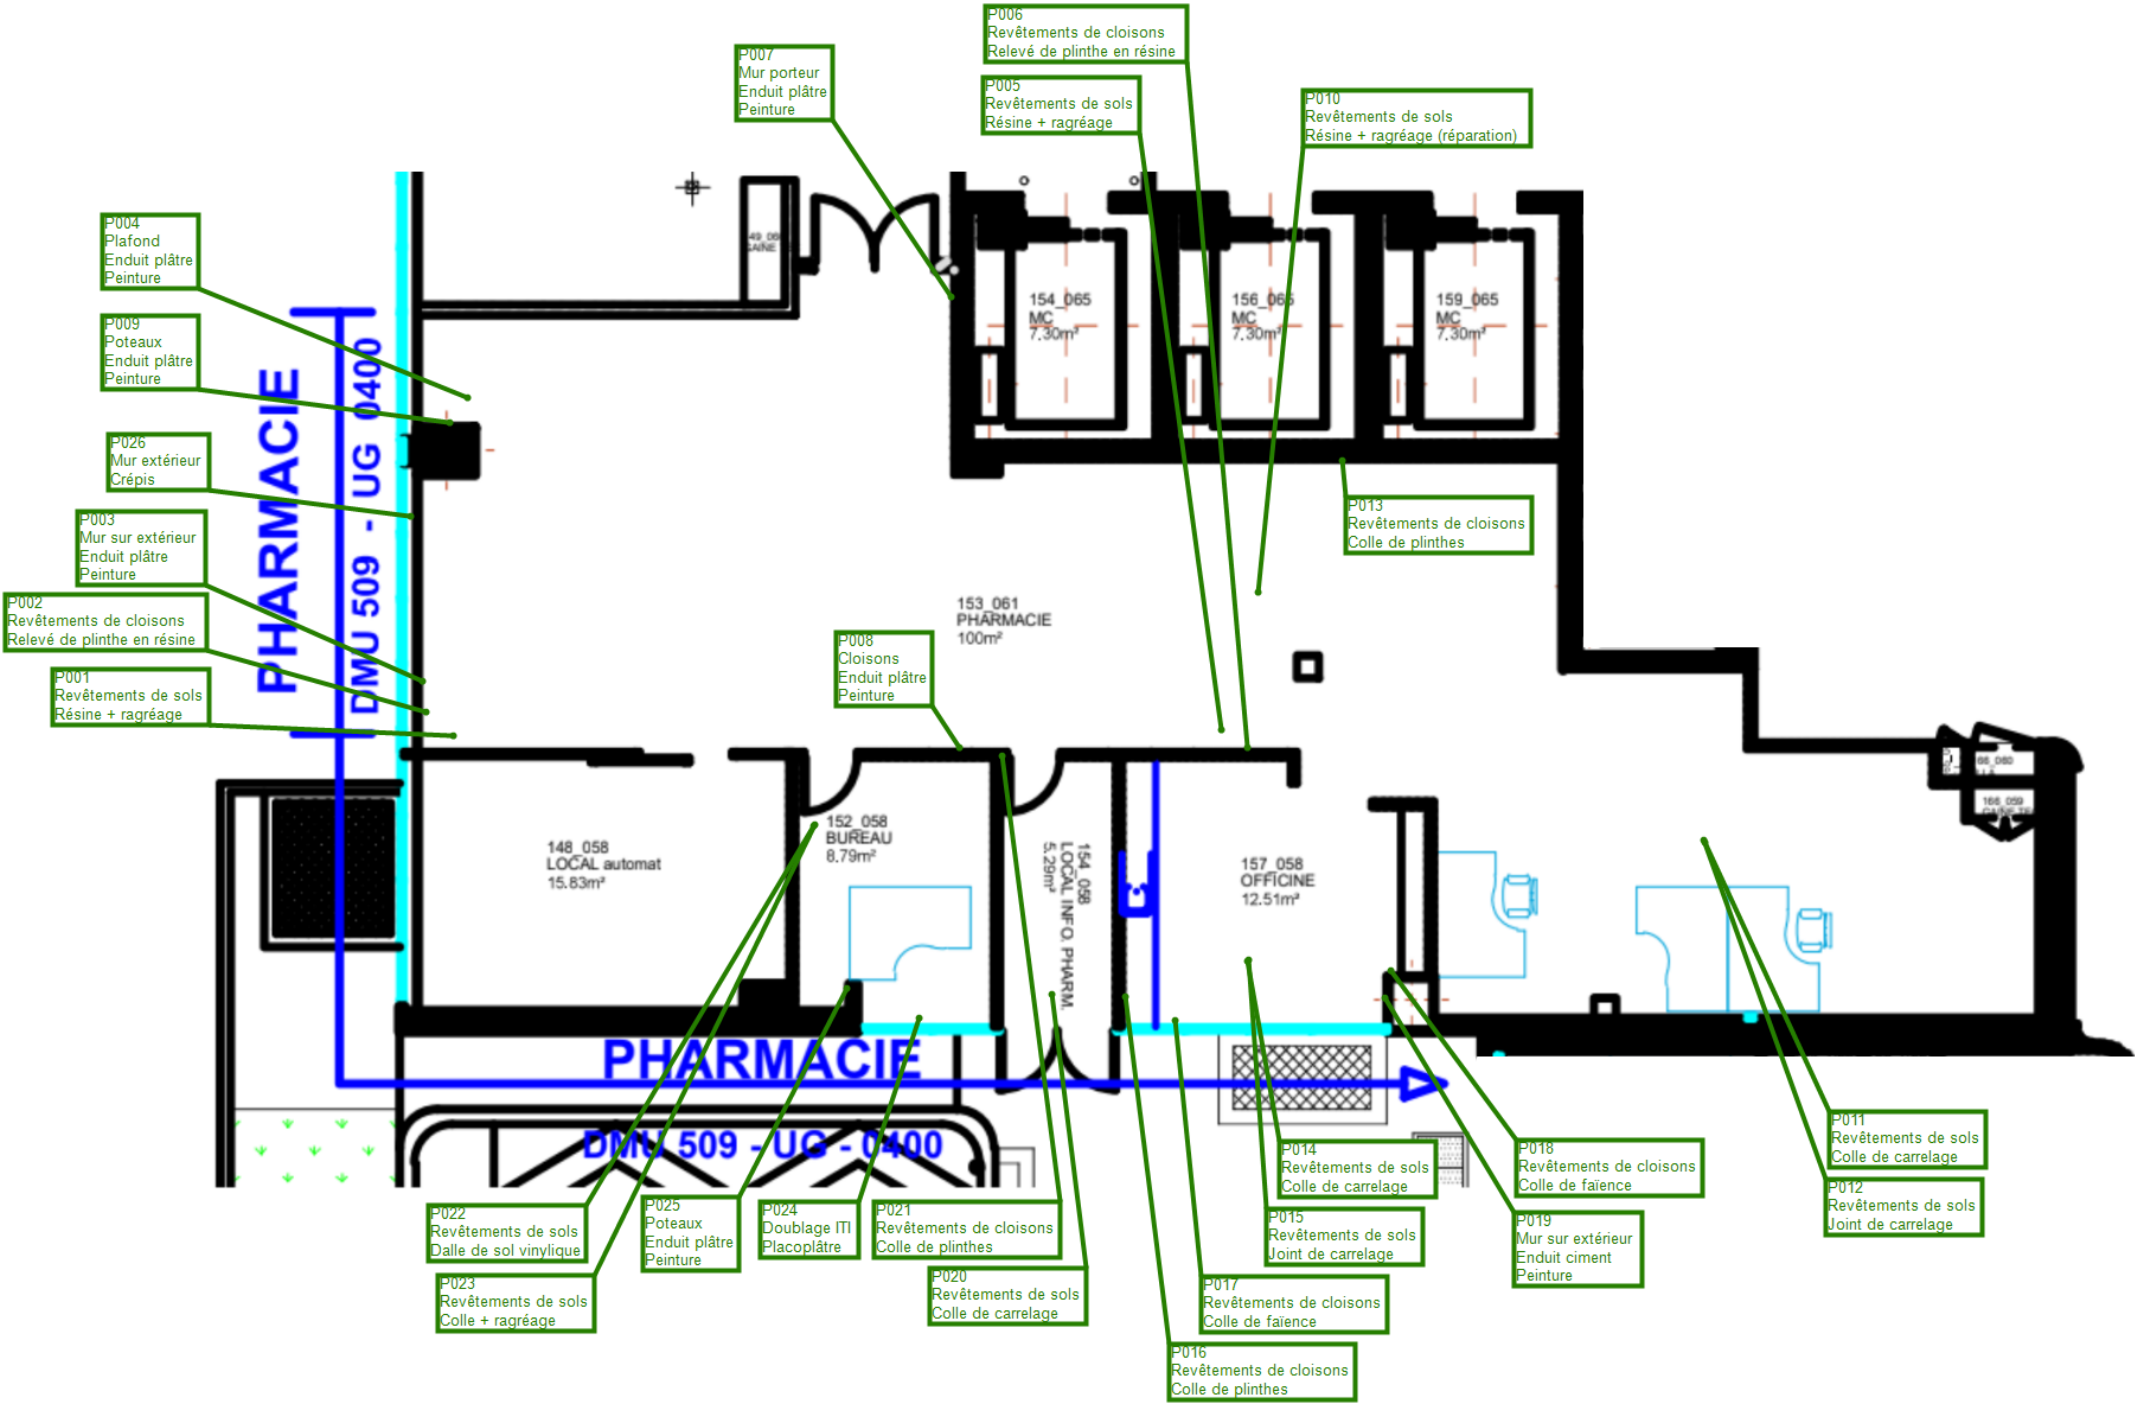 P006
Revêtements de cloisons
Relevé de plinthe en résine
P007
Mur porteur
Enduit plâtre
Peinture
P005
Revêtements de sols
Résine + ragréage
P010
Revêtements de sols
Résine + ragréage (réparation)
P004
Plafond
Enduit plâtre
Peinture
P009
Poteaux
Enduit plâtre
Peinture
P026
Mur extérieur
Crépis
P003
Mur sur extérieur
Enduit plâtre
Peinture
P002
Revêtements de cloisons
Relevé de plinthe en résine
P001
Revêtements de sols
Résine + ragréage
PHARMACIE
DMU 509 - UG 0400
154_065
MC
7.30m²
156_065
MC
7.30m²
159_065
MC
7.30m²
P013
Revêtements de cloisons
Colle de plinthes
153_061
PHARMACIE
100m²
P008
Cloisons
Enduit plâtre
Peinture
148_058
LOCAL automat
15.83m²
152_058
BUREAU
8.79m²
154_058
LOCAL INFO. PHARM.
5.29m²
157_058
OFFICINE
12.51m²
166_059
PHARMACIE
DMU 509 - UG - 0400
P011
Revêtements de sols
Colle de carrelage
P012
Revêtements de sols
Joint de carrelage
P014
Revêtements de sols
Colle de carrelage
P018
Revêtements de cloisons
Colle de faïence
P015
Revêtements de sols
Joint de carrelage
P019
Mur sur extérieur
Enduit ciment
Peinture
P022
Revêtements de sols
Dalle de sol vinylique
P025
Poteaux
Enduit plâtre
Peinture
P024
Doublage ITI
Placoplâtre
P021
Revêtements de cloisons
Colle de plinthes
P023
Revêtements de sols
Colle + ragréage
P020
Revêtements de sols
Colle de carrelage
P017
Revêtements de cloisons
Colle de faïence
P016
Revêtements de cloisons
Colle de plinthes